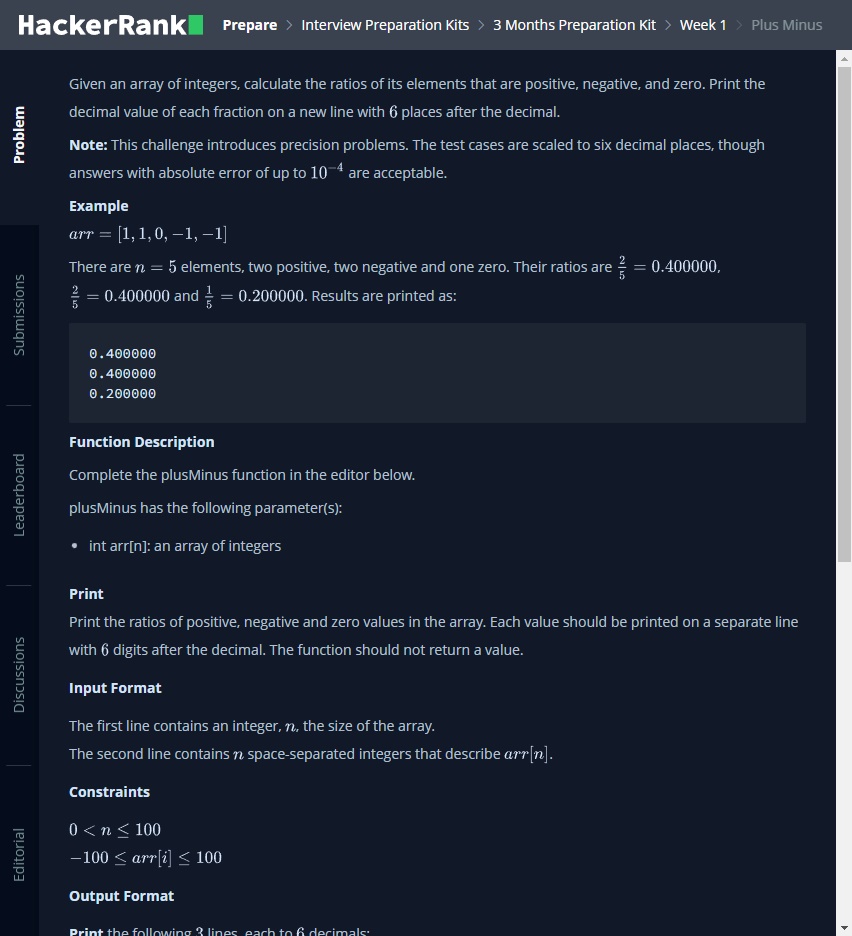 HackerRank Prepare > Interview Preparation Kits > 3 Months Preparation Kit > Week 1 > Plus Minus
Problem
Submissions
Leaderboard
Discussions
Editorial
Given an array of integers, calculate the ratios of its elements that are positive, negative, and zero. Print the
decimal value of each fraction on a new line with 6 places after the decimal.
Note: This challenge introduces precision problems. The test cases are scaled to six decimal places, though
answers with absolute error of up to 10⁻⁴ are acceptable.
Example
arr = [1, 1, 0, −1, −1]
There are n = 5 elements, two positive, two negative and one zero. Their ratios are 2/5 = 0.400000,
2/5 = 0.400000 and 1/5 = 0.200000. Results are printed as:
0.400000
0.400000
0.200000
Function Description
Complete the plusMinus function in the editor below.
plusMinus has the following parameter(s):
• int arr[n]: an array of integers
Print
Print the ratios of positive, negative and zero values in the array. Each value should be printed on a separate line
with 6 digits after the decimal. The function should not return a value.
Input Format
The first line contains an integer, n, the size of the array.
The second line contains n space-separated integers that describe arr[n].
Constraints
0 < n ≤ 100
−100 ≤ arr[i] ≤ 100
Output Format
Print the following 3 lines, each to 6 decimals: